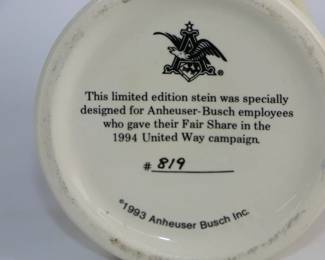 This limited edition stein was specially
designed for Anheuser-Busch employees
who gave their Fair Share in the
1994 United Way campaign.
# 819
©1993 Anheuser Busch Inc.